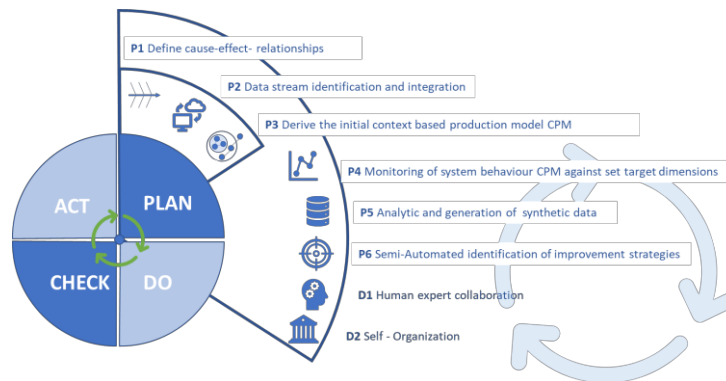 P1 Define cause-effect- relationships
P2 Data stream identification and integration
P3 Derive the initial context based production model CPM
P4 Monitoring of system behaviour CPM against set target dimensions
P5 Analytic and generation of synthetic data
P6 Semi-Automated identification of improvement strategies
D1 Human expert collaboration
D2 Self - Organization
ACT
PLAN
CHECK
DO